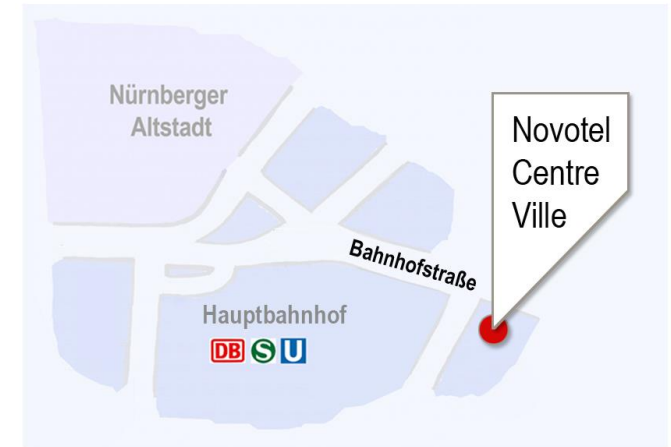 Nürnberger
Altstadt
Novotel
Centre
Ville
Bahnhofstraße
Hauptbahnhof
DB S U